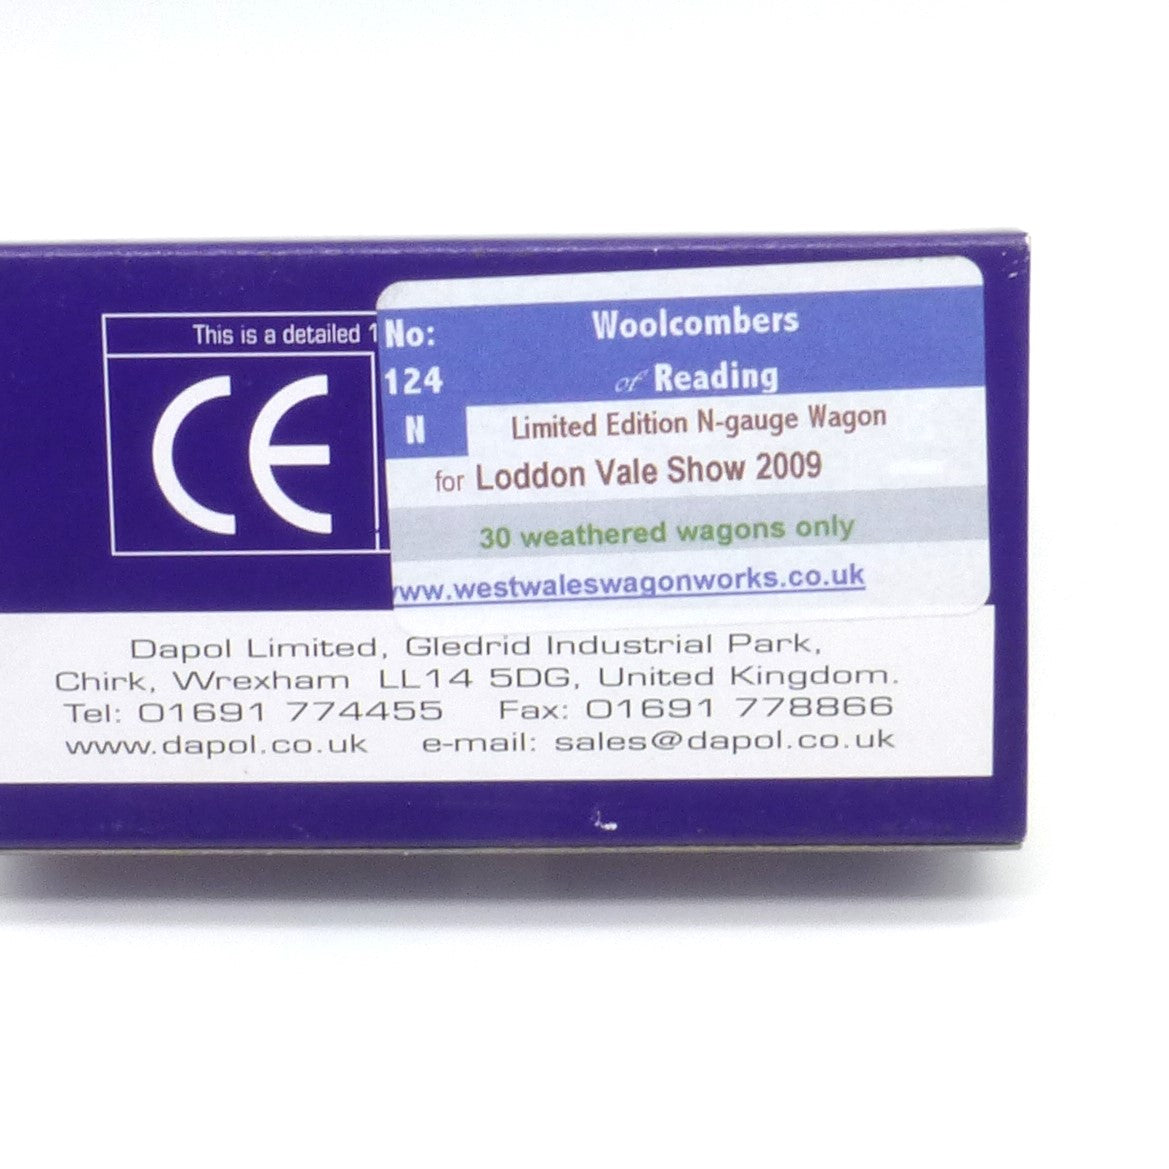 This is a detailed 1
CE
No:
124
N
Woolcombers
of Reading
Limited Edition N-gauge Wagon
for Loddon Vale Show 2009
30 weathered wagons only
www.westwaleswagonworks.co.uk
Dapol Limited, Gledrid Industrial Park,
Chirk, Wrexham LL14 5DG, United Kingdom.
Tel: 01691 774455 Fax: 01691 778866
www.dapol.co.uk e-mail: sales@dapol.co.uk